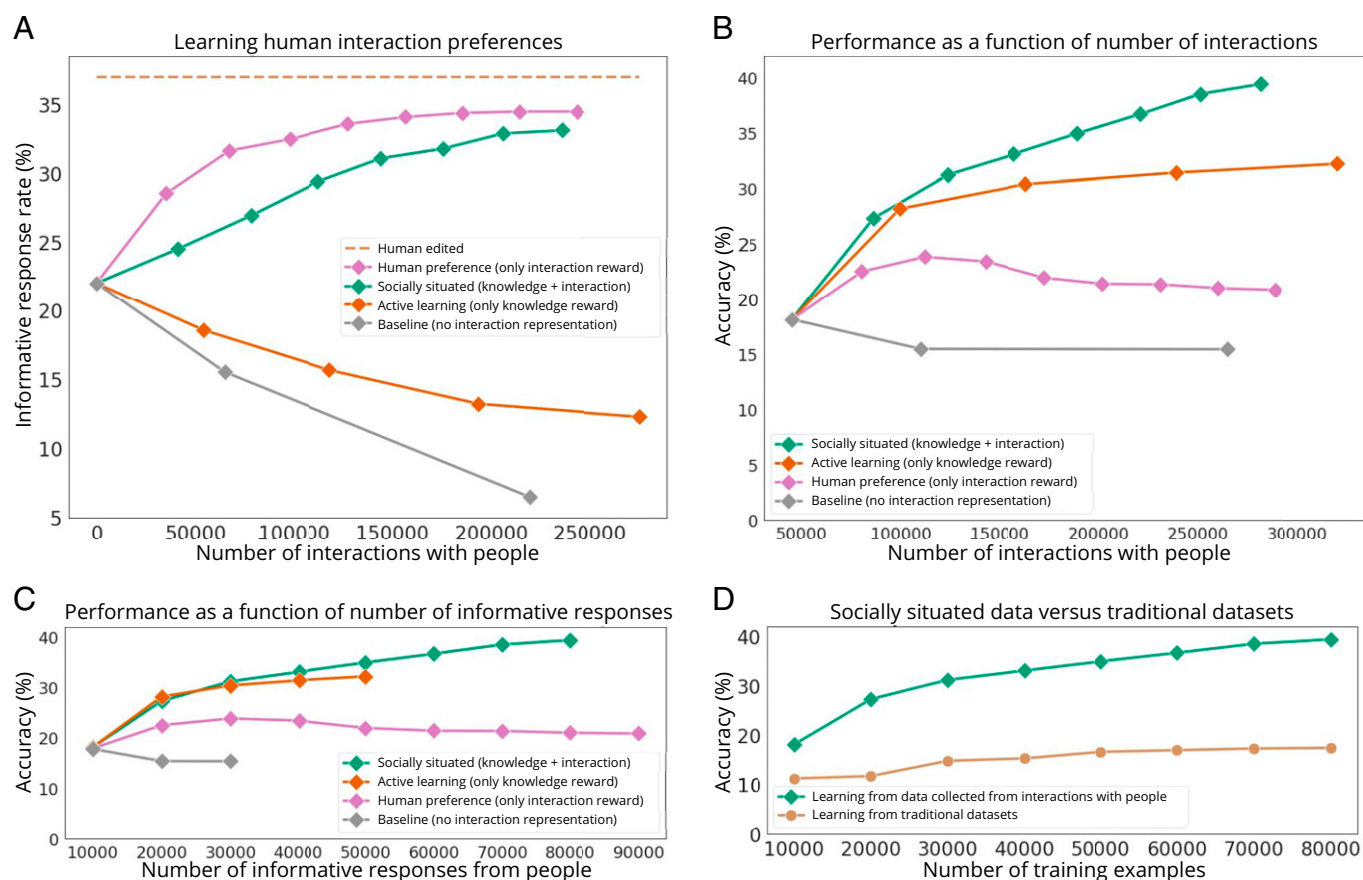 A
Learning human interaction preferences
Informative response rate (%)
35
30
25
20
15
10
5
Human edited
Human preference (only interaction reward)
Socially situated (knowledge + interaction)
Active learning (only knowledge reward)
Baseline (no interaction representation)
0 50000 100000 150000 200000 250000
Number of interactions with people
B
Performance as a function of number of interactions
Accuracy (%)
40
35
30
25
20
15
10
5
0
Socially situated (knowledge + interaction)
Active learning (only knowledge reward)
Human preference (only interaction reward)
Baseline (no interaction representation)
50000 100000 150000 200000 250000 300000
Number of interactions with people
C
Performance as a function of number of informative responses
Accuracy (%)
40
30
20
10
0
Socially situated (knowledge + interaction)
Active learning (only knowledge reward)
Human preference (only interaction reward)
Baseline (no interaction representation)
10000 20000 30000 40000 50000 60000 70000 80000 90000
Number of informative responses from people
D
Socially situated data versus traditional datasets
Accuracy (%)
40
30
20
10
0
Learning from data collected from interactions with people
Learning from traditional datasets
10000 20000 30000 40000 50000 60000 70000 80000
Number of training examples